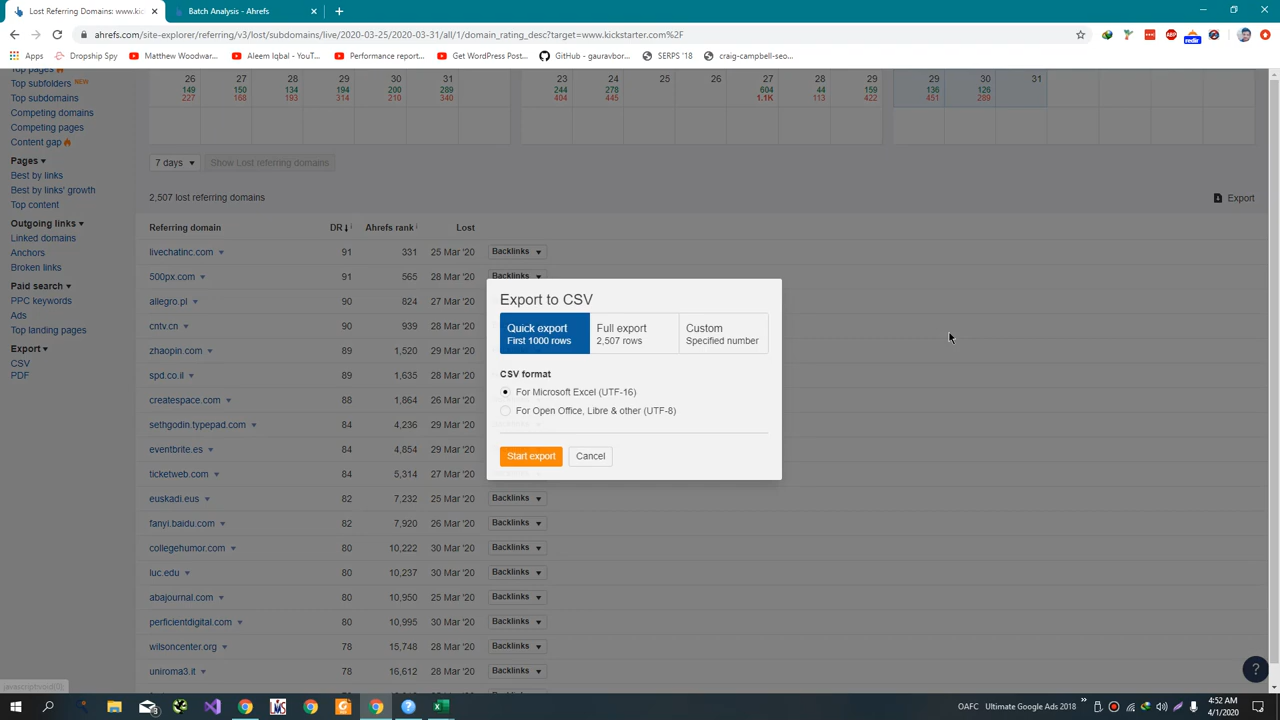 Lost Referring Domains: www.kic
Batch Analysis - Ahrefs
ahrefs.com/site-explorer/referring/v3/lost/subdomains/live/2020-03-25/2020-03-31/all/1/domain_rating_desc?target=www.kickstarter.com%2F
Apps
Dropship Spy
Matthew Woodwar...
Aleem Iqbal - YouT...
Performance report...
Get WordPress Pro...
GitHub - gauravbor...
SERPS '18
craig-campbell-seo...
Top pages
Top subfolders NEW
Top subdomains
Competing domains
Competing pages
Content gap
Pages
Best by links
Best by links' growth
Top content
Outgoing links
Linked domains
Anchors
Broken links
Paid search
PPC keywords
Ads
Top landing pages
Export
CSV
PDF
26 27 28 29 30 31 23 24 25 26 27 28 29 29 30 31
149 150 134 194 200 289 244 278 604 44 159 136 126
227 168 193 314 210 340 404 445 1.1K 113 422 451 289
7 days
Show Lost referring domains
2,507 lost referring domains
Export
Referring domain DR Ahrefs rank Lost
livechatinc.com 91 331 25 Mar '20 Backlinks
500px.com 91 565 28 Mar '20 Backlinks
allegro.pl 90 824 27 Mar '20
cntv.cn 90 939 28 Mar '20
zhaopin.com 89 1,520 29 Mar '20
spd.co.il 89 1,635 28 Mar '20
createspace.com 88 1,864 26 Mar '20
sethgodin.typepad.com 84 4,236 29 Mar '20
eventbrite.es 84 4,854 29 Mar '20
ticketweb.com 84 5,314 27 Mar '20
euskadi.eus 82 7,232 25 Mar '20 Backlinks
fanyi.baidu.com 82 7,920 26 Mar '20 Backlinks
collegehumor.com 80 10,222 30 Mar '20 Backlinks
luc.edu 80 10,237 30 Mar '20 Backlinks
abajournal.com 80 10,950 25 Mar '20 Backlinks
perficientdigital.com 80 10,995 30 Mar '20 Backlinks
wilsoncenter.org 78 15,748 28 Mar '20 Backlinks
uniroma3.it 78 16,612 28 Mar '20 Backlinks
Export to CSV
Quick export
First 1000 rows
Full export
2,507 rows
Custom
Specified number
CSV format
For Microsoft Excel (UTF-16)
For Open Office, Libre & other (UTF-8)
Start export
Cancel
javascript:void(0);
OAFC
Ultimate Google Ads 2018
4:52 AM
4/1/2020